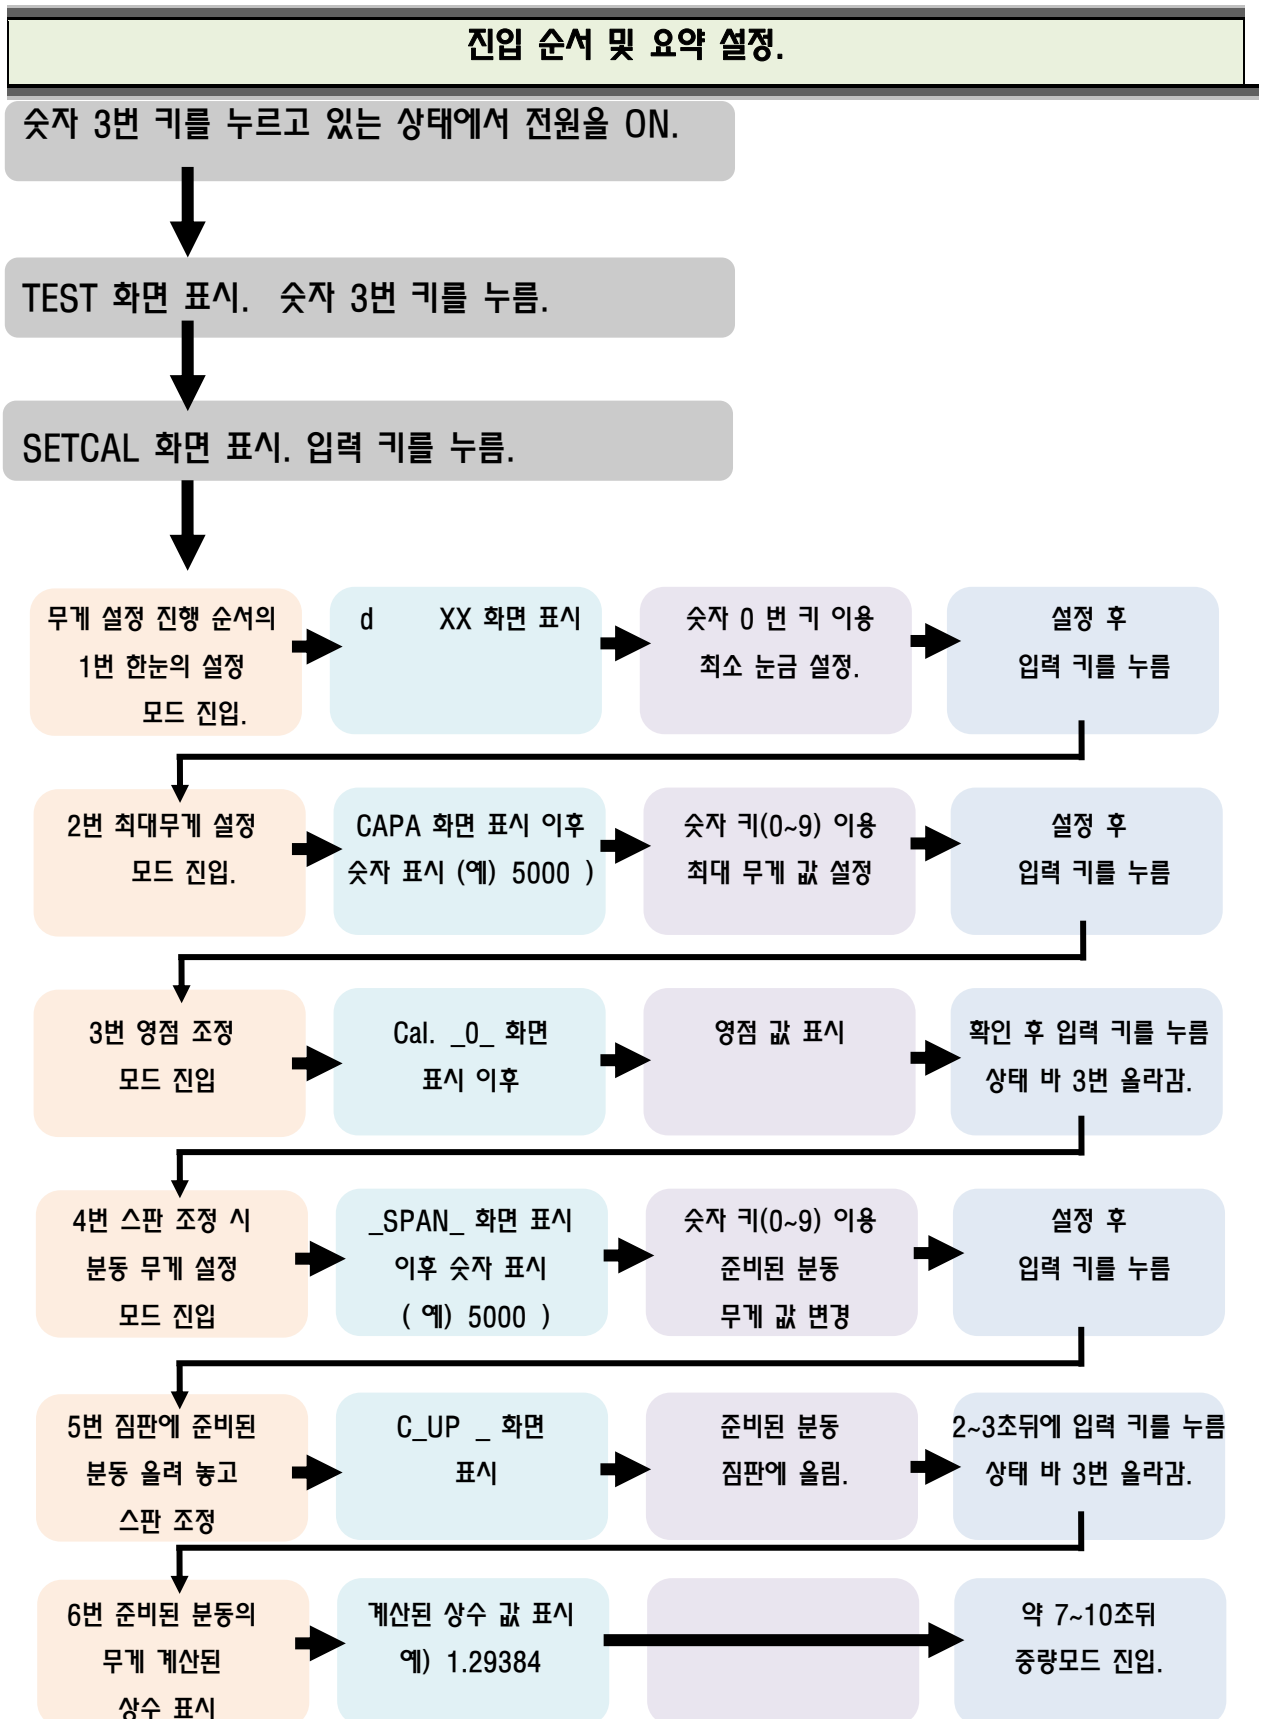 진입 순서 및 요약 설정.
숫자 3번 키를 누르고 있는 상태에서 전원을 ON.
TEST 화면 표시. 숫자 3번 키를 누름.
SETCAL 화면 표시. 입력 키를 누름.
무게 설정 진행 순서의
1번 한눈의 설정
모드 진입.
d XX 화면 표시
숫자 0 번 키 이용
최소 눈금 설정.
설정 후
입력 키를 누름
2번 최대무게 설정
모드 진입.
CAPA 화면 표시 이후
숫자 표시 (예) 5000 )
숫자 키(0~9) 이용
최대 무게 값 설정
설정 후
입력 키를 누름
3번 영점 조정
모드 진입
Cal. _0_ 화면
표시 이후
영점 값 표시
확인 후 입력 키를 누름
상태 바 3번 올라감.
4번 스판 조정 시
분동 무게 설정
모드 진입
_SPAN_ 화면 표시
이후 숫자 표시
( 예) 5000 )
숫자 키(0~9) 이용
준비된 분동
무게 값 변경
설정 후
입력 키를 누름
5번 짐판에 준비된
분동 올려 놓고
스판 조정
C_UP _ 화면
표시
준비된 분동
짐판에 올림.
2~3초뒤에 입력 키를 누름
상태 바 3번 올라감.
6번 준비된 분동의
무게 계산된
상수 표시
계산된 상수 값 표시
예) 1.29384
약 7~10초뒤
중량모드 진입.